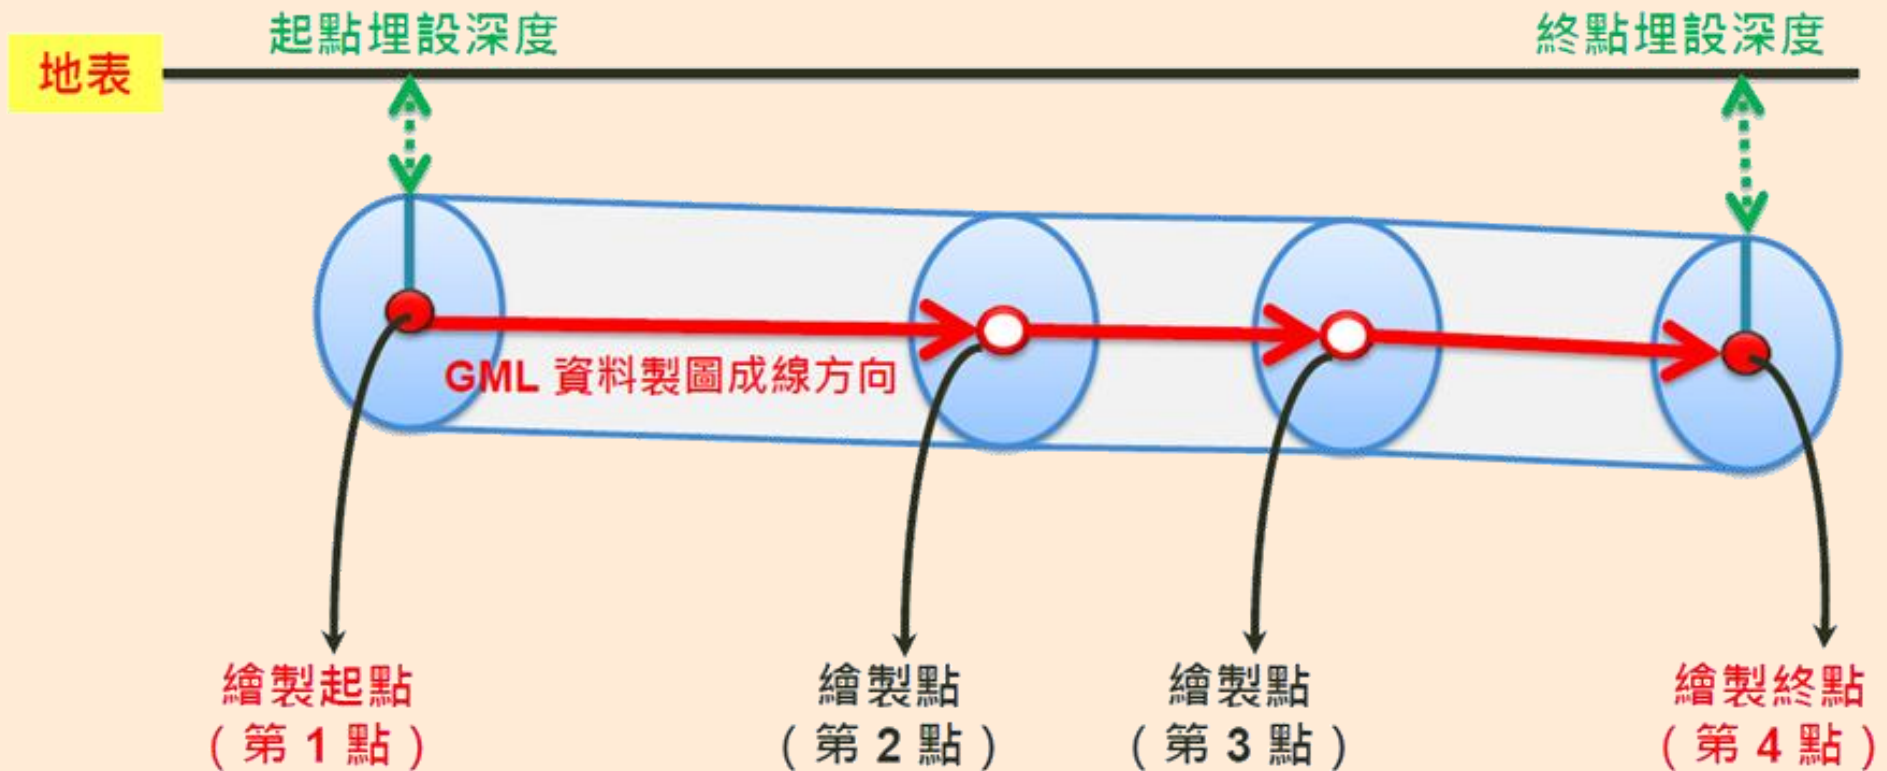 起點埋設深度
終點埋設深度
地表
GML 資料製圖成線方向
繪製起點
（第 1 點）
繪製點
（第 2 點）
繪製點
（第 3 點）
繪製終點
（第 4 點）